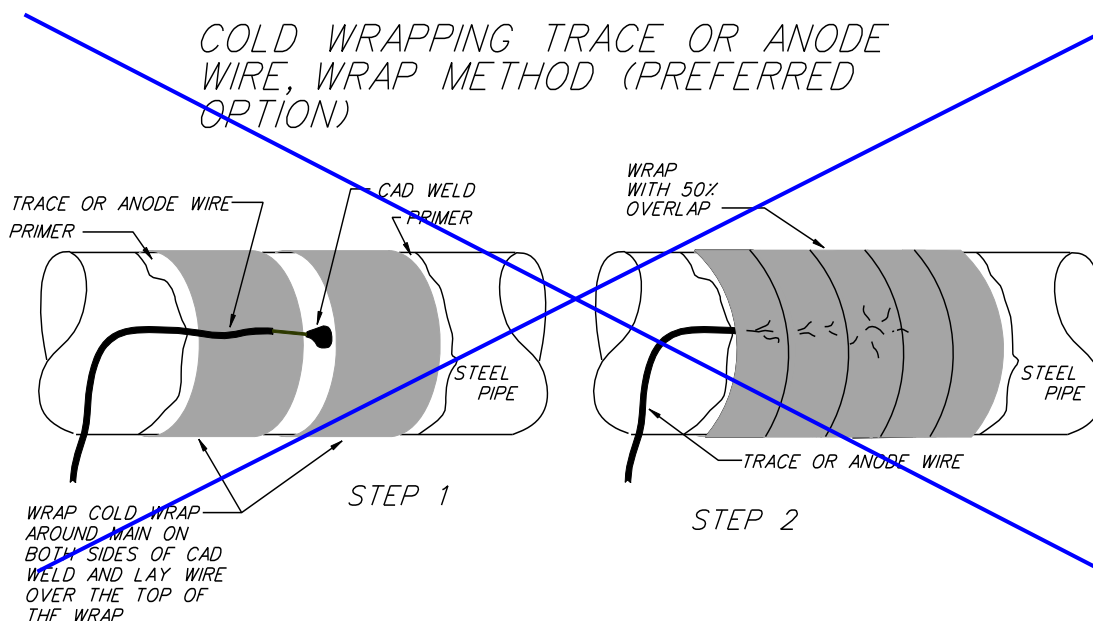 COLD WRAPPING TRACE OR ANODE
WIRE, WRAP METHOD (PREFERRED
OPTION)
TRACE OR ANODE WIRE
PRIMER
CAD WELD
PRIMER
STEEL
PIPE
WRAP COLD WRAP
AROUND MAIN ON
BOTH SIDES OF CAD
WELD AND LAY WIRE
OVER THE TOP OF
THE WRAP
STEP 1
WRAP
WITH 50%
OVERLAP
STEEL
PIPE
TRACE OR ANODE WIRE
STEP 2